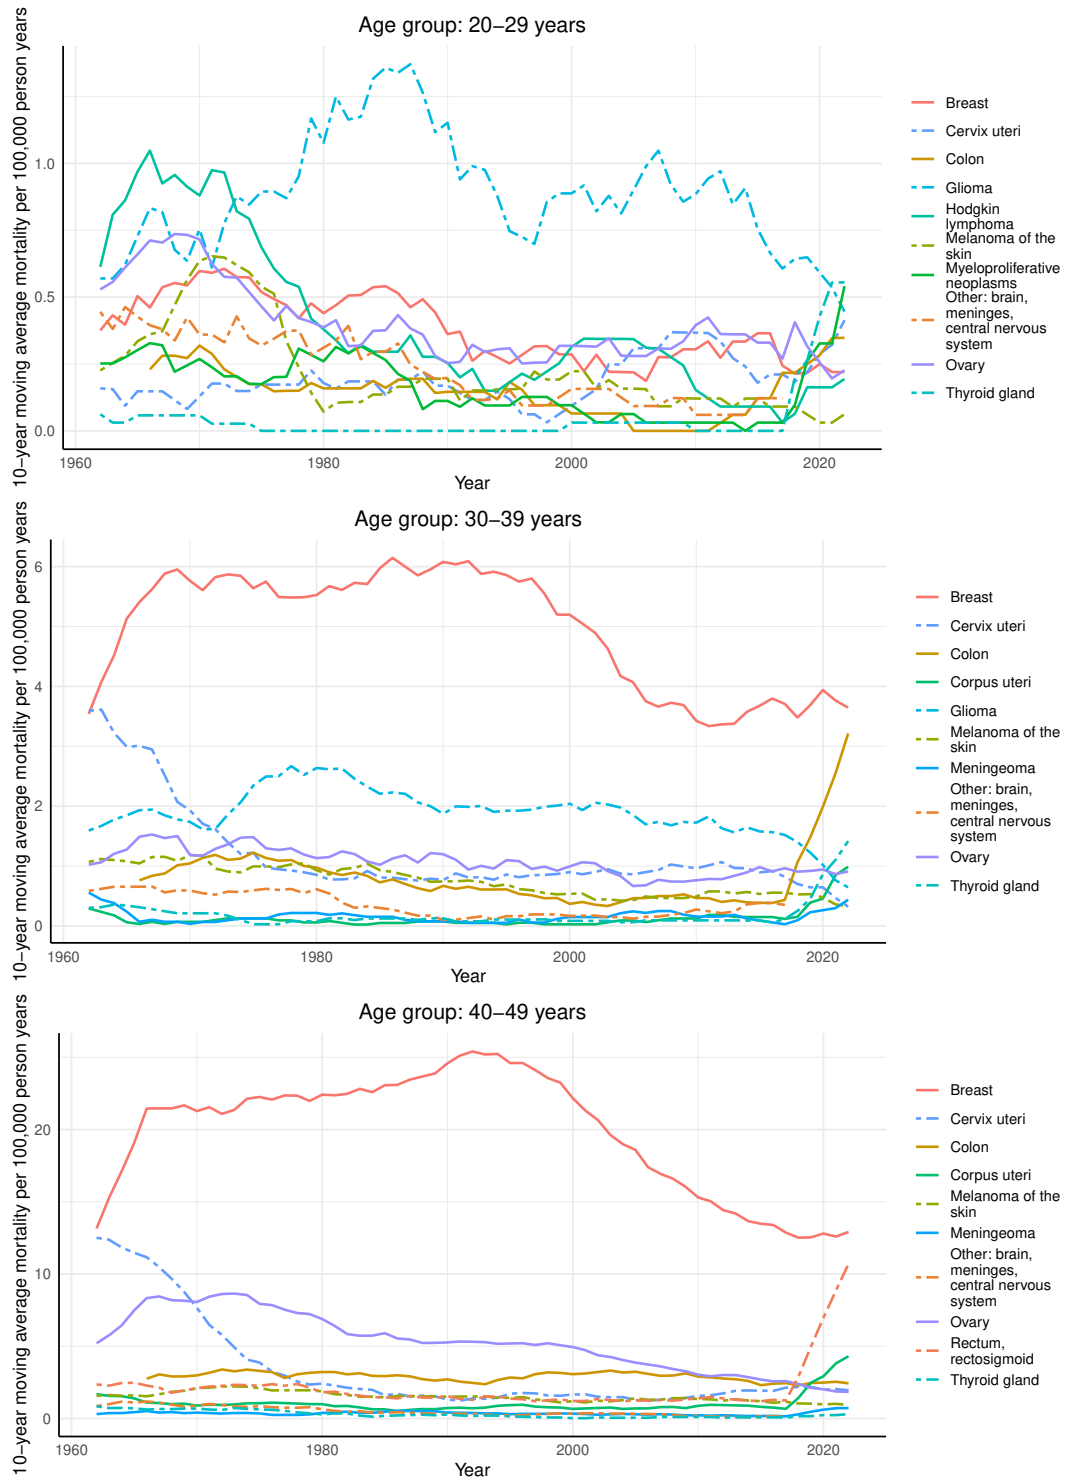 Age group: 20−29 years
10−year moving average mortality per 100,000 person years
1.0
0.5
0.0
1960
1980
2000
2020
Year
Breast
Cervix uteri
Colon
Glioma
Hodgkin
lymphoma
Melanoma of the
skin
Myeloproliferative
neoplasms
Other: brain,
meninges,
central nervous
system
Ovary
Thyroid gland
Age group: 30−39 years
10−year moving average mortality per 100,000 person years
6
4
2
0
1960
1980
2000
2020
Year
Breast
Cervix uteri
Colon
Corpus uteri
Glioma
Melanoma of the
skin
Meningeoma
Other: brain,
meninges,
central nervous
system
Ovary
Thyroid gland
Age group: 40−49 years
10−year moving average mortality per 100,000 person years
20
10
0
1960
1980
2000
2020
Year
Breast
Cervix uteri
Colon
Corpus uteri
Melanoma of the
skin
Meningeoma
Other: brain,
meninges,
central nervous
system
Ovary
Rectum,
rectosigmoid
Thyroid gland